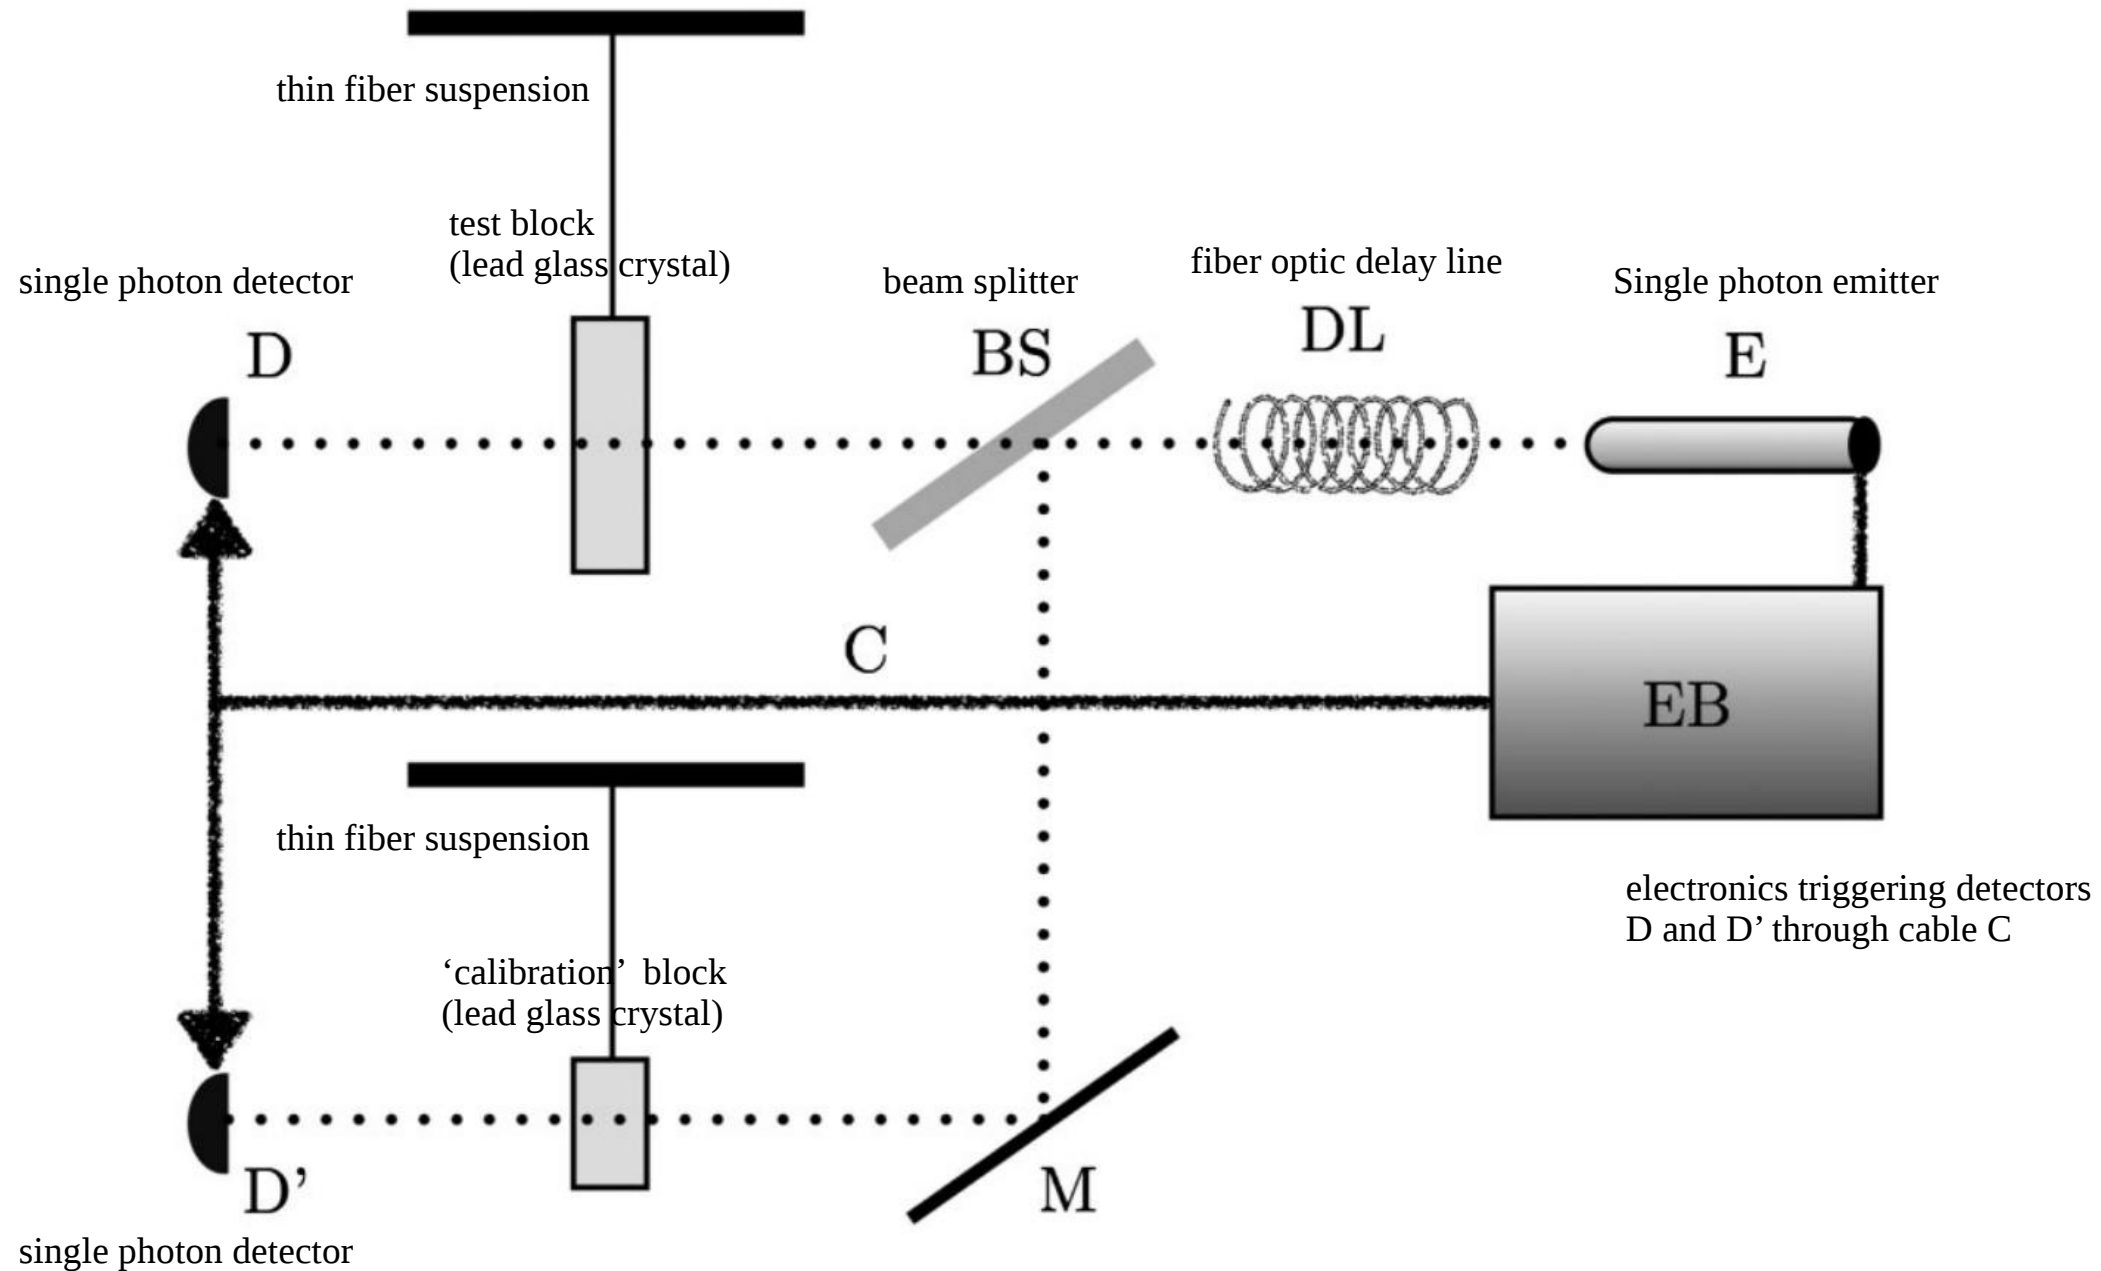 thin fiber suspension
test block
(lead glass crystal)
single photon detector
beam splitter
fiber optic delay line
Single photon emitter
D
BS
DL
E
C
EB
thin fiber suspension
electronics triggering detectors
D and D’ through cable C
‘calibration’ block
(lead glass crystal)
D’
M
single photon detector